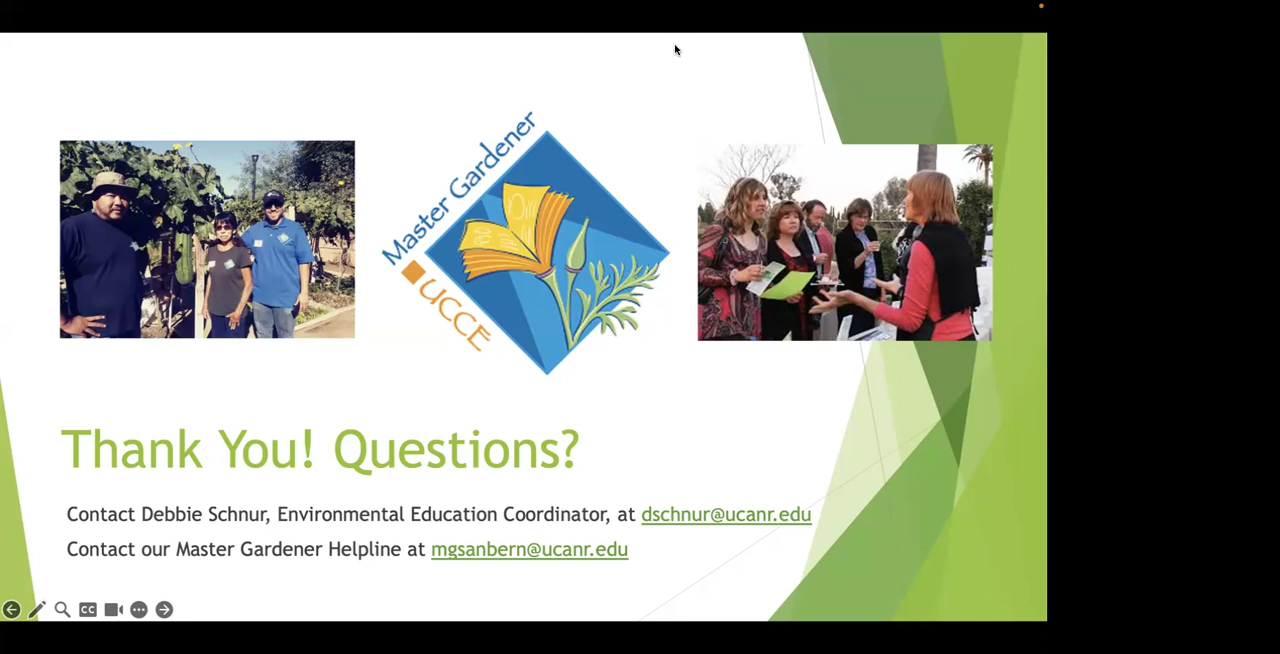 Master Gardener
UCCE
Thank You! Questions?
Contact Debbie Schnur, Environmental Education Coordinator, at dschnur@ucanr.edu
Contact our Master Gardener Helpline at mgsanbern@ucanr.edu
CC